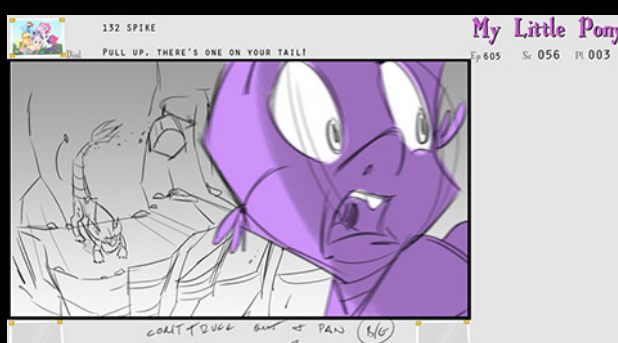 132 SPIKE
My Little Pony
Dial
PULL UP. THERE'S ONE ON YOUR TAIL!
Ep 605 Sc 056 Pl 003
CONT TRUCK OUT & PAN (B/G)